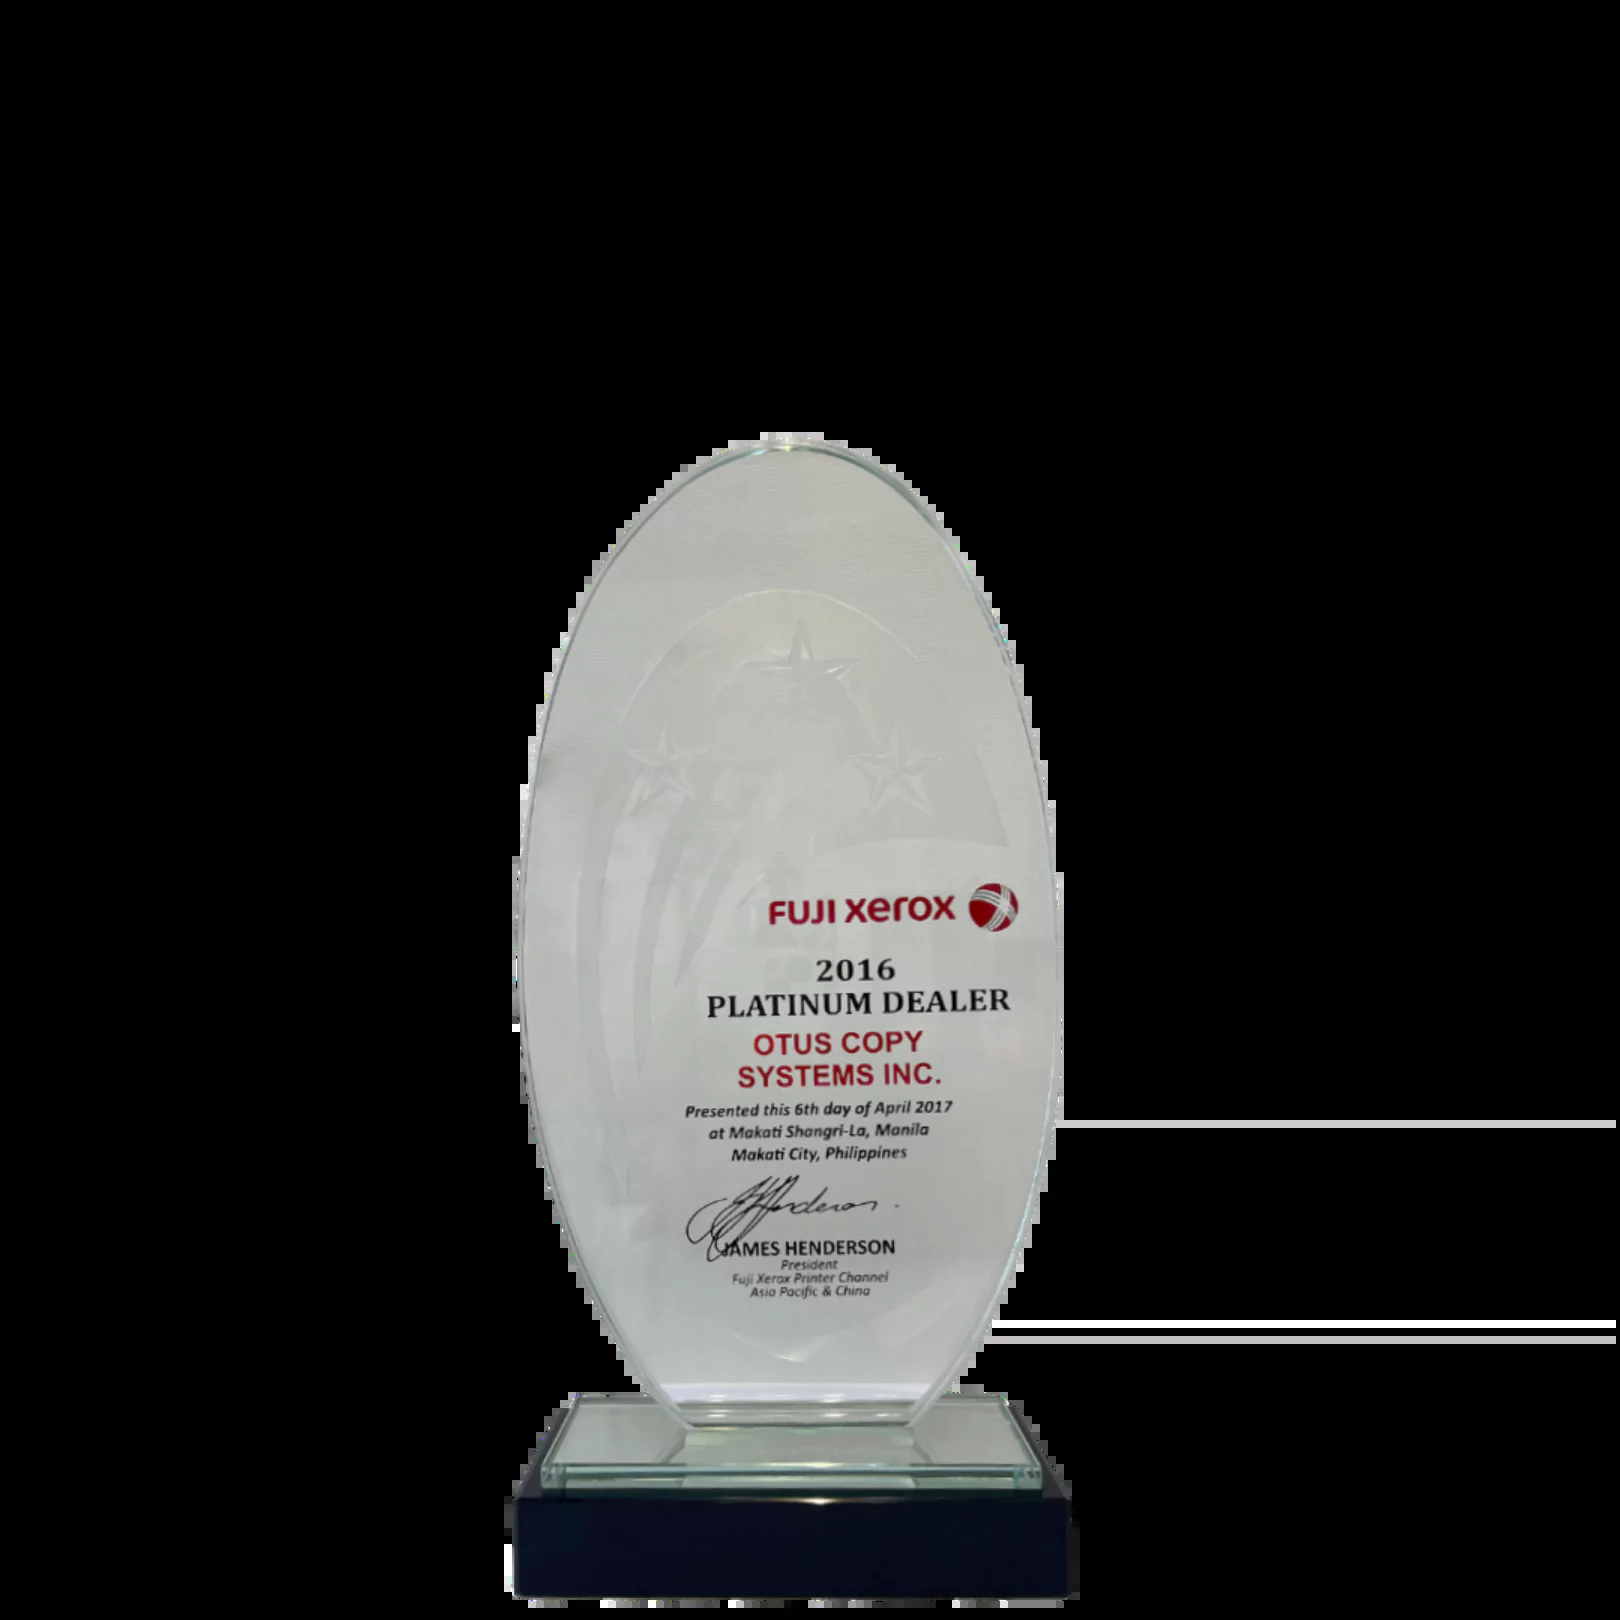 FUJI xerox
2016
PLATINUM DEALER
OTUS COPY
SYSTEMS INC.
Presented this 6th day of April 2017
at Makati Shangri-La, Manila
Makati City, Philippines
JAMES HENDERSON
President
Fuji Xerox Printer Channel
Asia Pacific & China